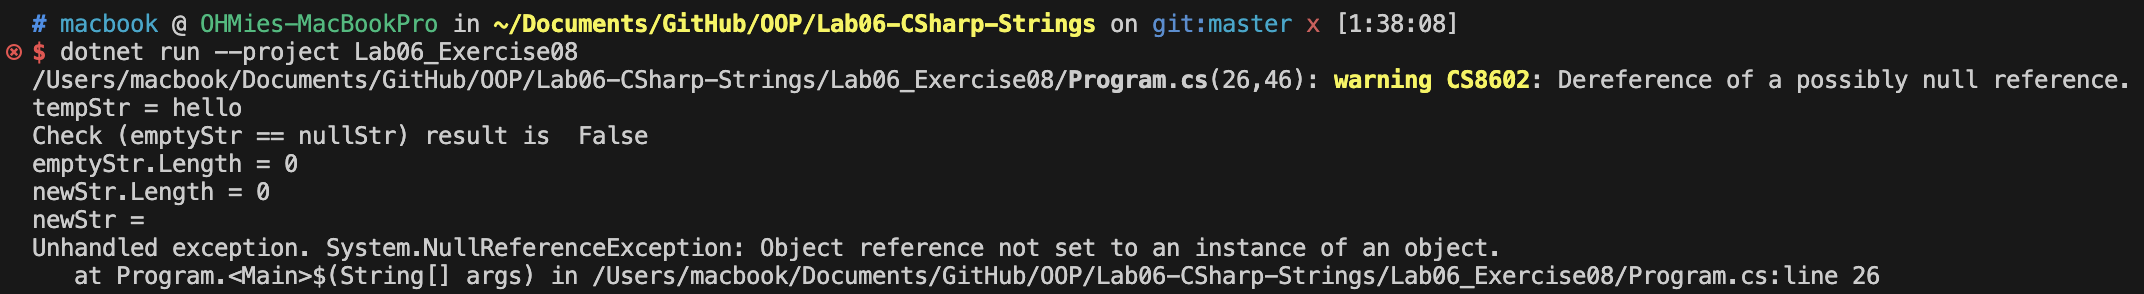 # macbook @ OHMies-MacBookPro in ~/Documents/GitHub/OOP/Lab06-CSharp-Strings on git:master x [1:38:08]
$ dotnet run --project Lab06_Exercise08
/Users/macbook/Documents/GitHub/OOP/Lab06-CSharp-Strings/Lab06_Exercise08/Program.cs(26,46): warning CS8602: Dereference of a possibly null reference.
tempStr = hello
Check (emptyStr == nullStr) result is  False
emptyStr.Length = 0
newStr.Length = 0
newStr =
Unhandled exception. System.NullReferenceException: Object reference not set to an instance of an object.
   at Program.<Main>$(String[] args) in /Users/macbook/Documents/GitHub/OOP/Lab06-CSharp-Strings/Lab06_Exercise08/Program.cs:line 26